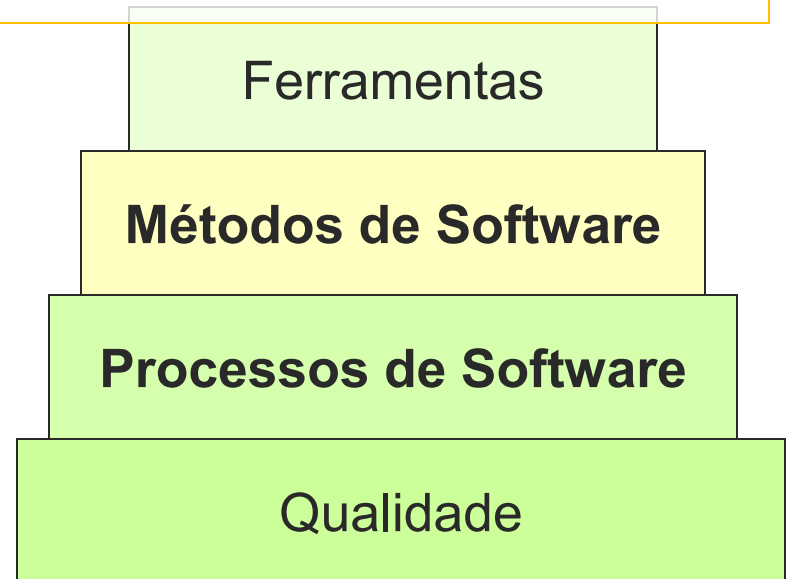 Ferramentas
Métodos de Software
Processos de Software
Qualidade